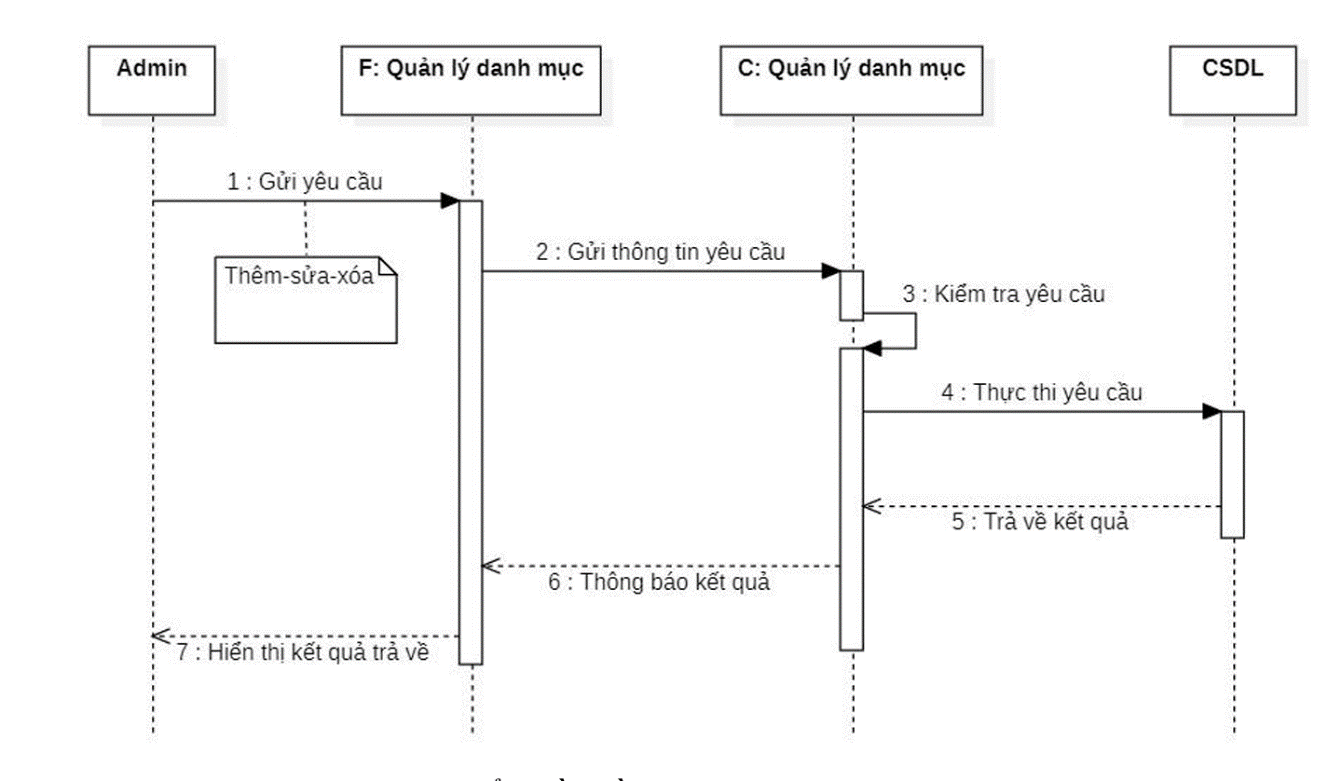 Admin
F: Quản lý danh mục
C: Quản lý danh mục
CSDL
1 : Gửi yêu cầu
2 : Gửi thông tin yêu cầu
Thêm-sửa-xóa
3 : Kiểm tra yêu cầu
4 : Thực thi yêu cầu
5 : Trả về kết quả
6 : Thông báo kết quả
7 : Hiển thị kết quả trả về